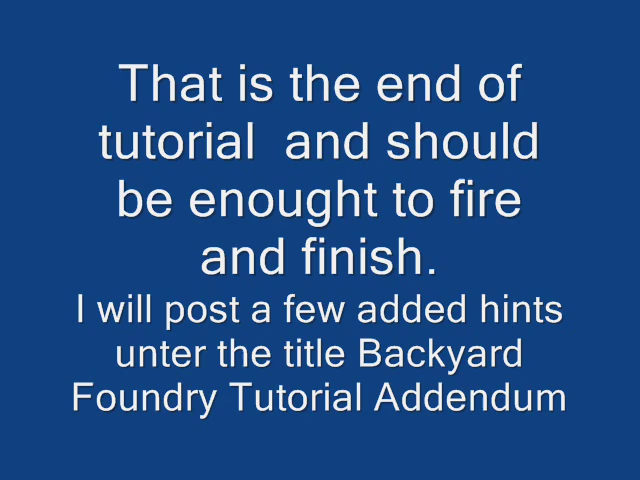 That is the end of
tutorial  and should
be enought to fire
and finish.
I will post a few added hints
unter the title Backyard
Foundry Tutorial Addendum